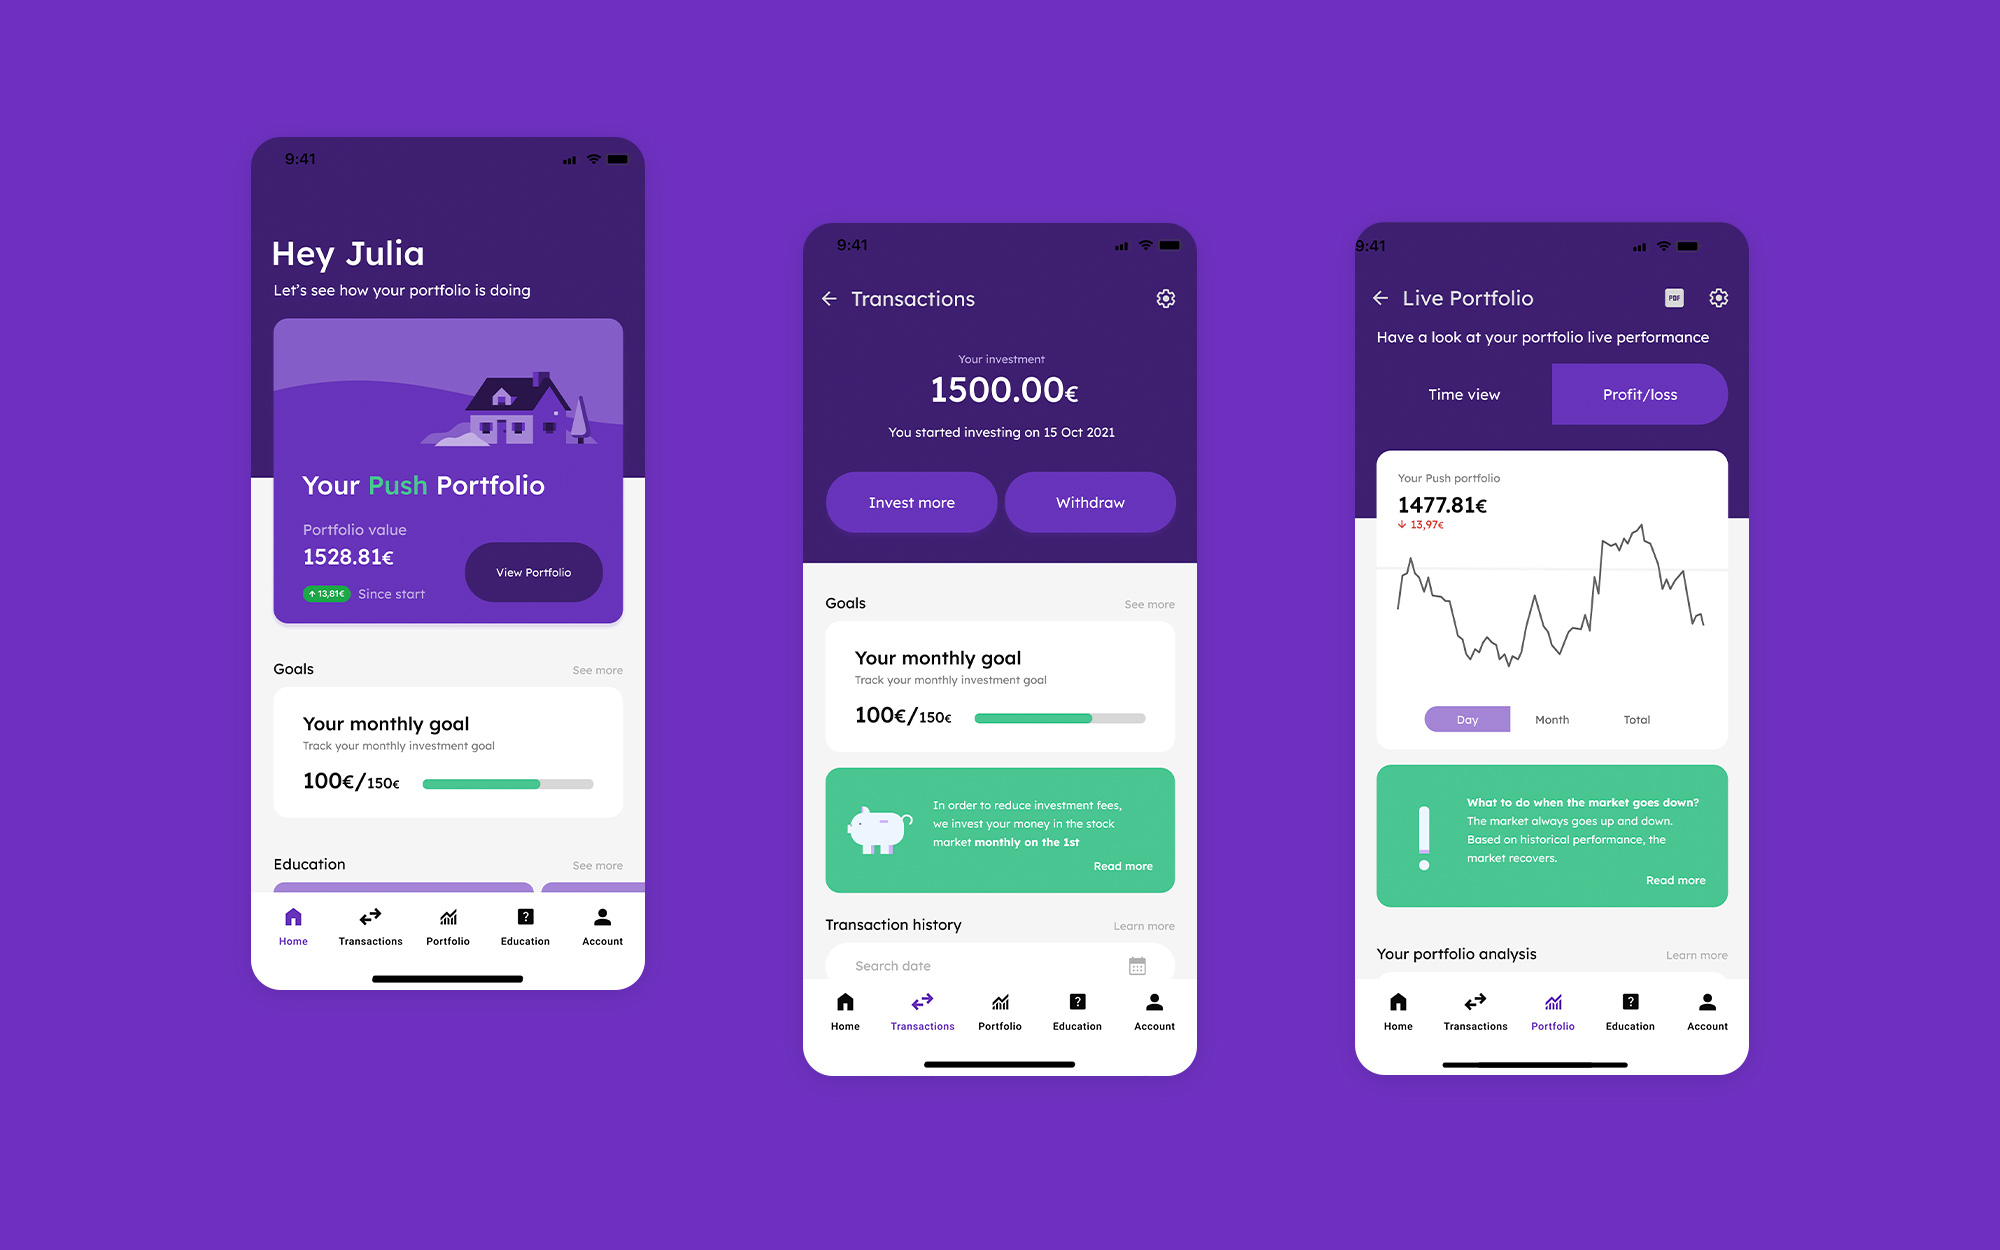 9:41
Hey Julia
Let's see how your portfolio is doing
Your Push Portfolio
Portfolio value
1528.81€
View Portfolio
↑ 13,81€ Since start
Goals See more
Your monthly goal
Track your monthly investment goal
100€/150€
Education See more
Home Transactions Portfolio Education Account
9:41
Transactions
Your investment
1500.00€
You started investing on 15 Oct 2021
Invest more Withdraw
Goals See more
Your monthly goal
Track your monthly investment goal
100€/150€
In order to reduce investment fees,
we invest your money in the stock
market monthly on the 1st
Read more
Transaction history Learn more
Search date
Home Transactions Portfolio Education Account
9:41
Live Portfolio PDF
Have a look at your portfolio live performance
Time view Profit/loss
Your Push portfolio
1477.81€
↓ 13,97€
Day Month Total
What to do when the market goes down?
The market always goes up and down.
Based on historical performance, the
market recovers.
Read more
Your portfolio analysis Learn more
Home Transactions Portfolio Education Account